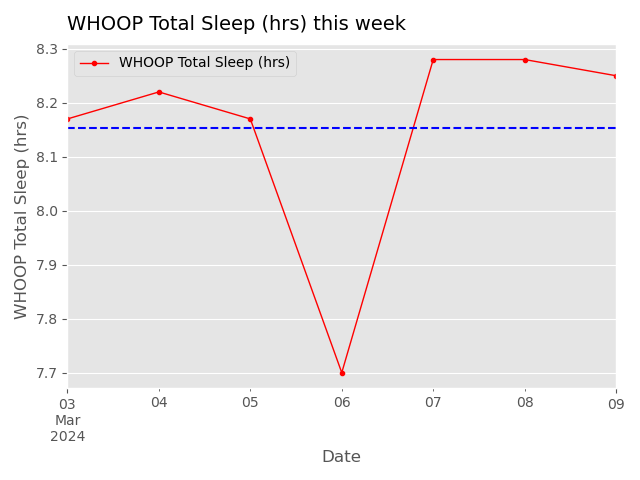 WHOOP Total Sleep (hrs) this week
WHOOP Total Sleep (hrs)
WHOOP Total Sleep (hrs)
8.3
8.2
8.1
8.0
7.9
7.8
7.7
03 04 05 06 07 08 09
Mar
2024
Date